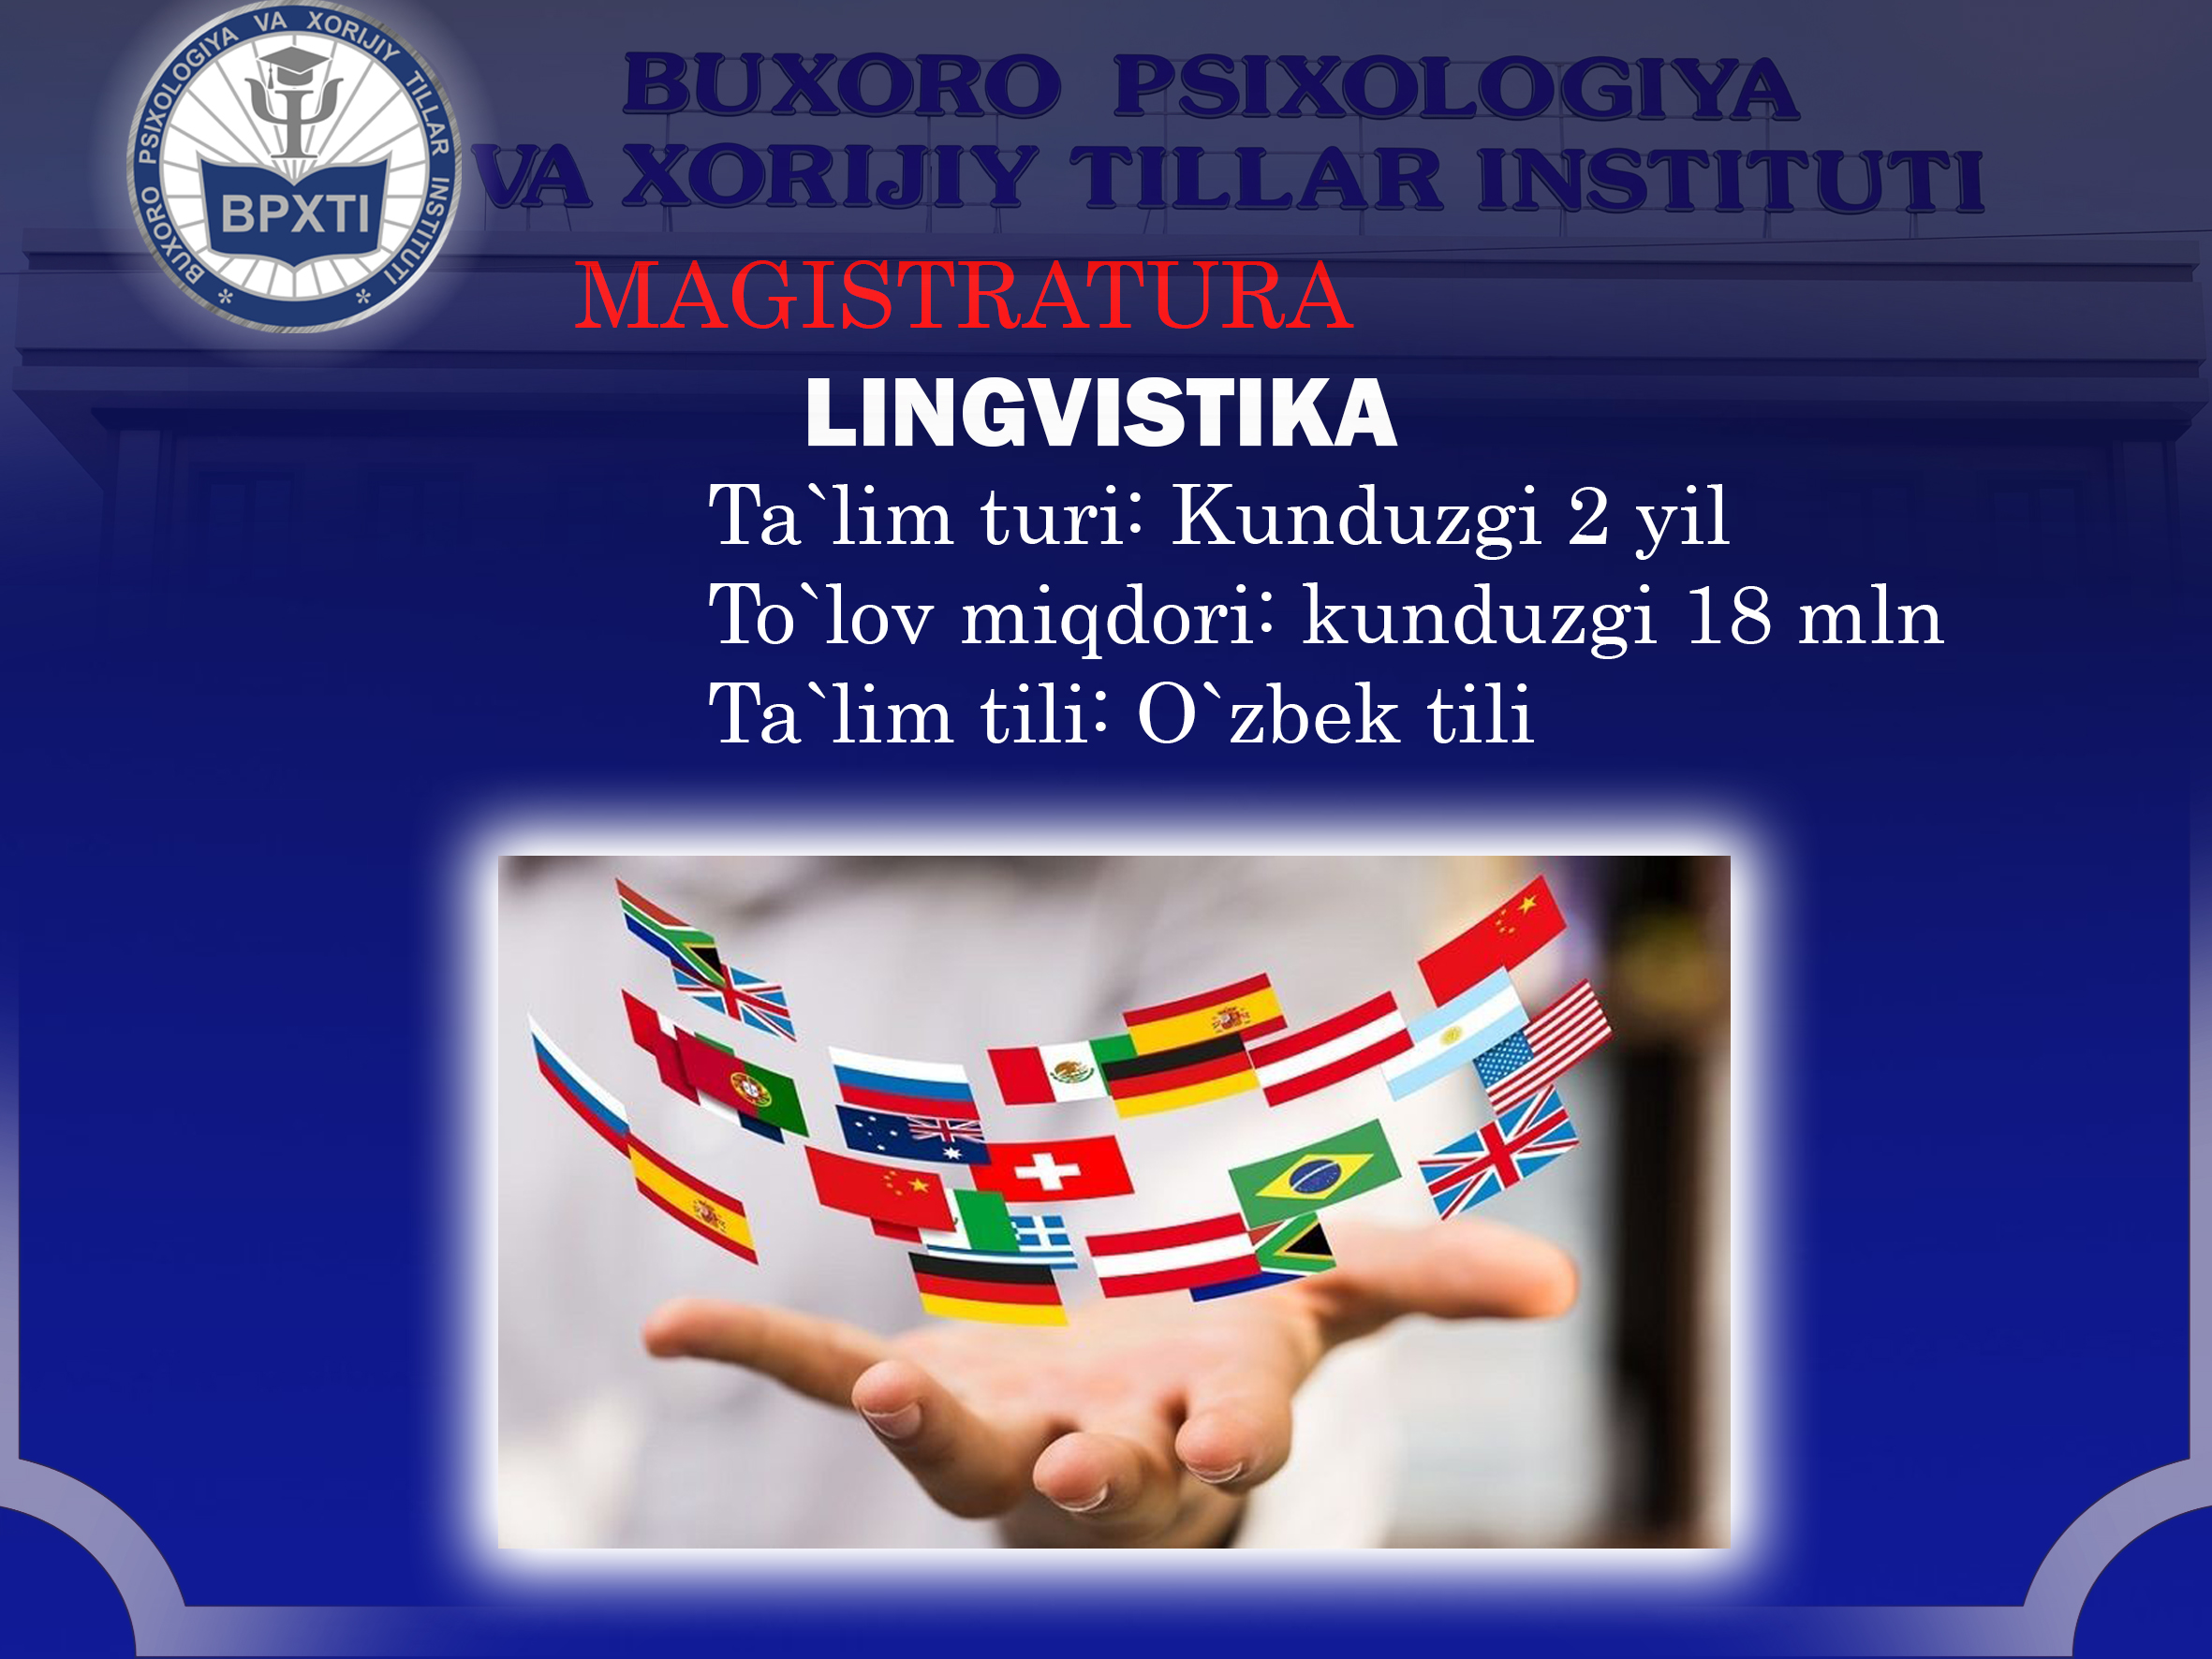 BUXORO PSIXOLOGIYA VA XORIJIY TILLAR INSTITUTI
BPXTI
BUXORO PSIXOLOGIYA
VA XORIJIY TILLAR INSTITUTI
MAGISTRATURA
LINGVISTIKA
Ta`lim turi: Kunduzgi 2 yil
To`lov miqdori: kunduzgi 18 mln
Ta`lim tili: O`zbek tili